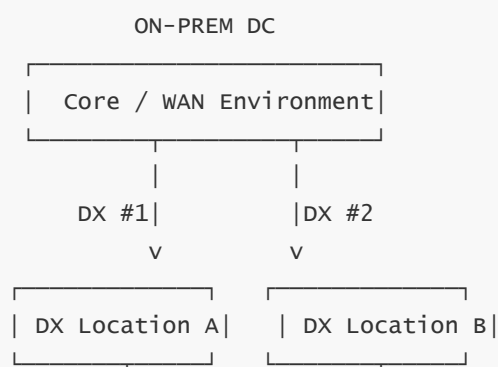 ON-PREM DC
Core / WAN Environment
DX #1 DX #2
v v
DX Location A DX Location B